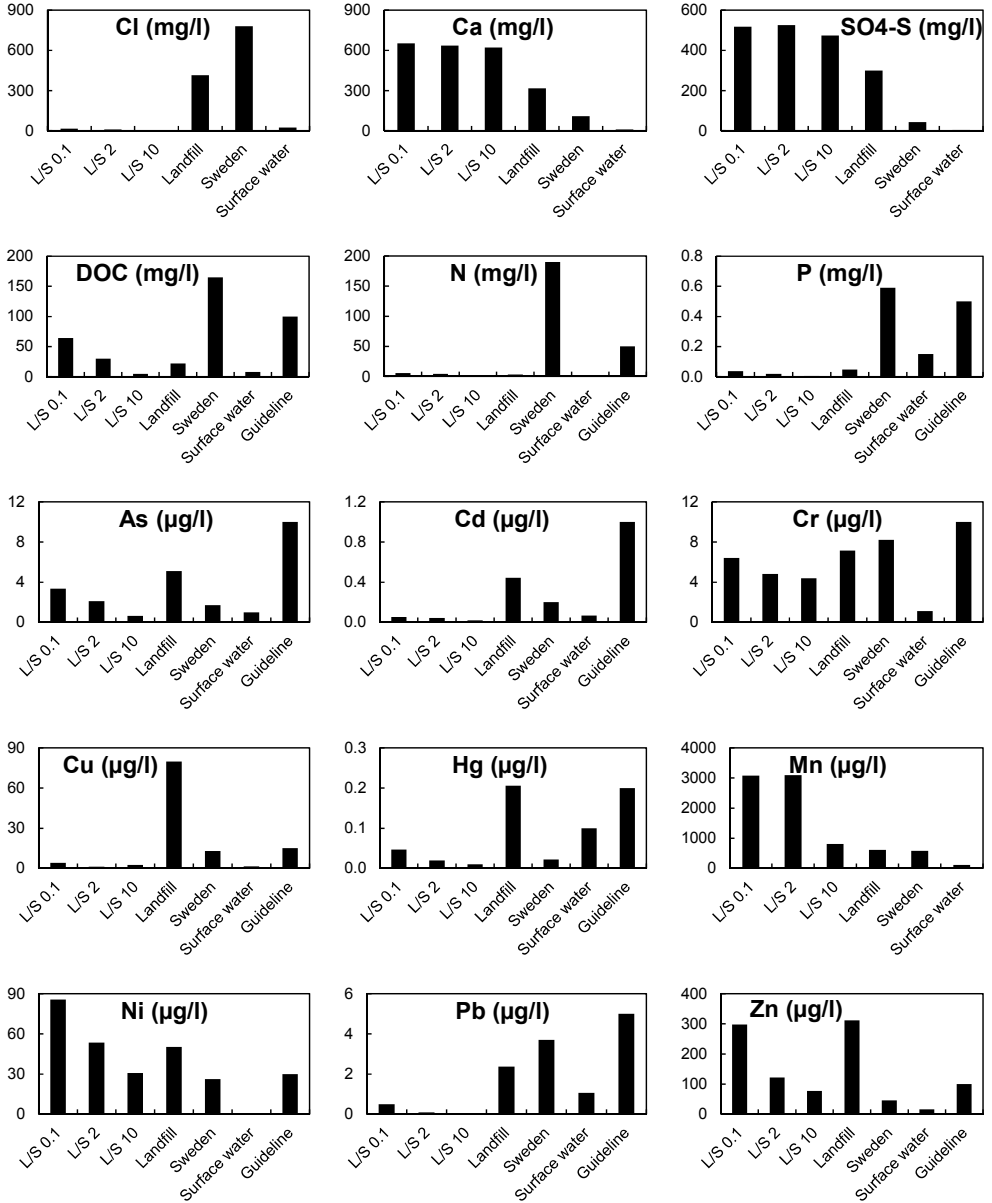 Cl (mg/l)
900
600
300
0
L/S 0.1
L/S 2
L/S 10
Landfill
Sweden
Surface water
Ca (mg/l)
900
600
300
0
L/S 0.1
L/S 2
L/S 10
Landfill
Sweden
Surface water
SO4-S (mg/l)
600
400
200
0
L/S 0.1
L/S 2
L/S 10
Landfill
Sweden
Surface water
DOC (mg/l)
200
150
100
50
0
L/S 0.1
L/S 2
L/S 10
Landfill
Sweden
Surface water
Guideline
N (mg/l)
200
150
100
50
0
L/S 0.1
L/S 2
L/S 10
Landfill
Sweden
Surface water
Guideline
P (mg/l)
0.8
0.6
0.4
0.2
0.0
L/S 0.1
L/S 2
L/S 10
Landfill
Sweden
Surface water
Guideline
As (µg/l)
12
8
4
0
L/S 0.1
L/S 2
L/S 10
Landfill
Sweden
Surface water
Guideline
Cd (µg/l)
1.2
0.8
0.4
0.0
L/S 0.1
L/S 2
L/S 10
Landfill
Sweden
Surface water
Guideline
Cr (µg/l)
12
8
4
0
L/S 0.1
L/S 2
L/S 10
Landfill
Sweden
Surface water
Guideline
Cu (µg/l)
90
60
30
0
L/S 0.1
L/S 2
L/S 10
Landfill
Sweden
Surface water
Guideline
Hg (µg/l)
0.3
0.2
0.1
0.0
L/S 0.1
L/S 2
L/S 10
Landfill
Sweden
Surface water
Guideline
Mn (µg/l)
4000
3000
2000
1000
0
L/S 0.1
L/S 2
L/S 10
Landfill
Sweden
Surface water
Ni (µg/l)
90
60
30
0
L/S 0.1
L/S 2
L/S 10
Landfill
Sweden
Surface water
Guideline
Pb (µg/l)
6
4
2
0
L/S 0.1
L/S 2
L/S 10
Landfill
Sweden
Surface water
Guideline
Zn (µg/l)
400
300
200
100
0
L/S 0.1
L/S 2
L/S 10
Landfill
Sweden
Surface water
Guideline